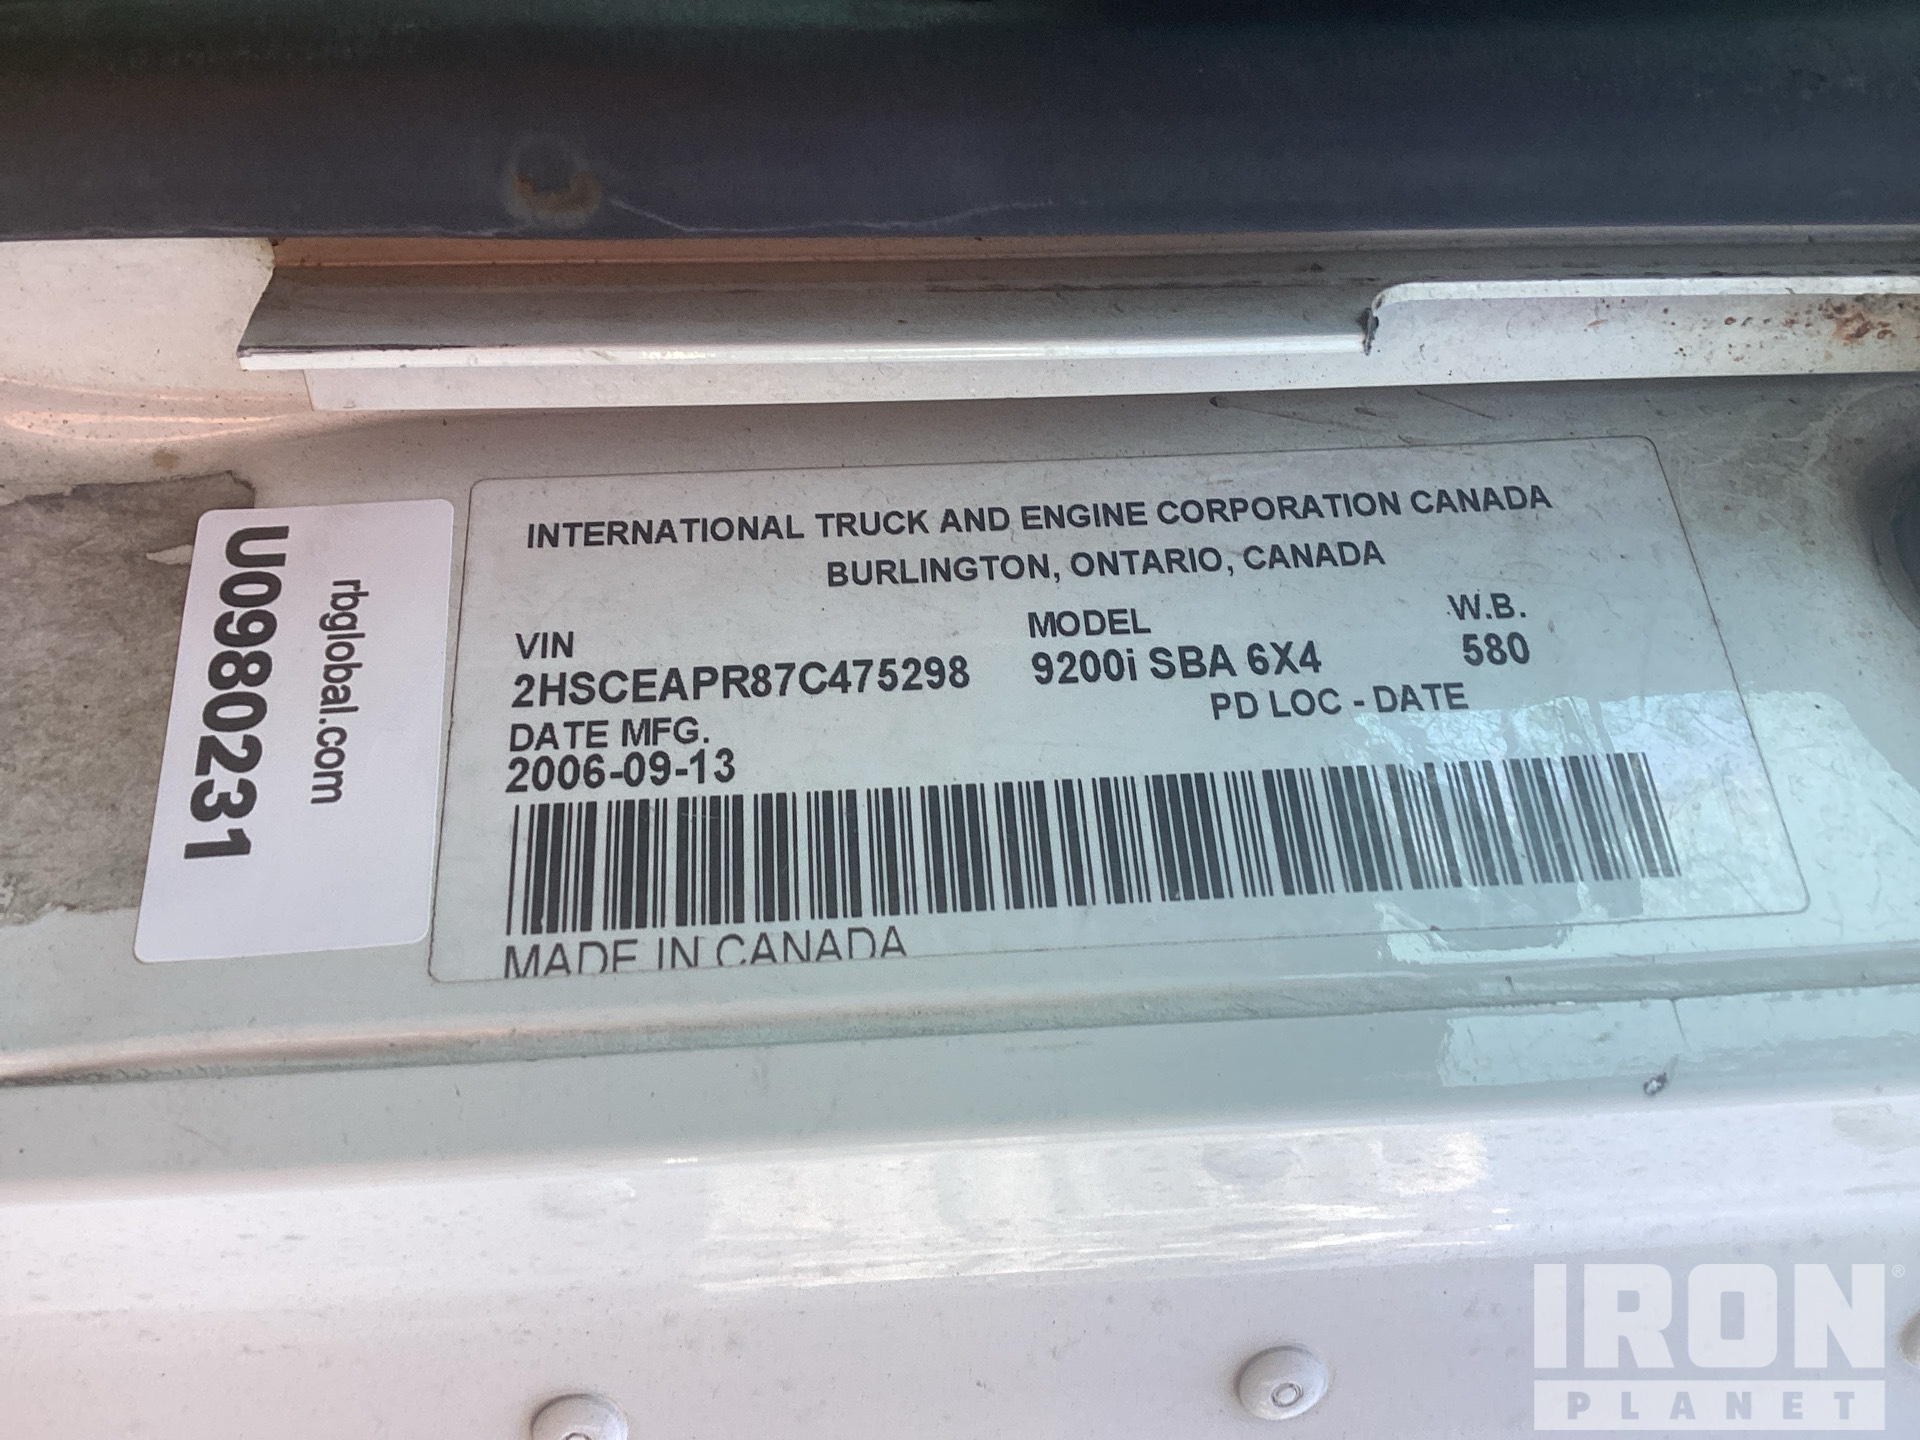 INTERNATIONAL TRUCK AND ENGINE CORPORATION CANADA
BURLINGTON, ONTARIO, CANADA
VIN MODEL W.B.
2HSCEAPR87C475298 9200i SBA 6X4 580
DATE MFG. PD LOC - DATE
2006-09-13
MADE IN CANADA
rbglobal.com
U0980231
IRON®
PLANET